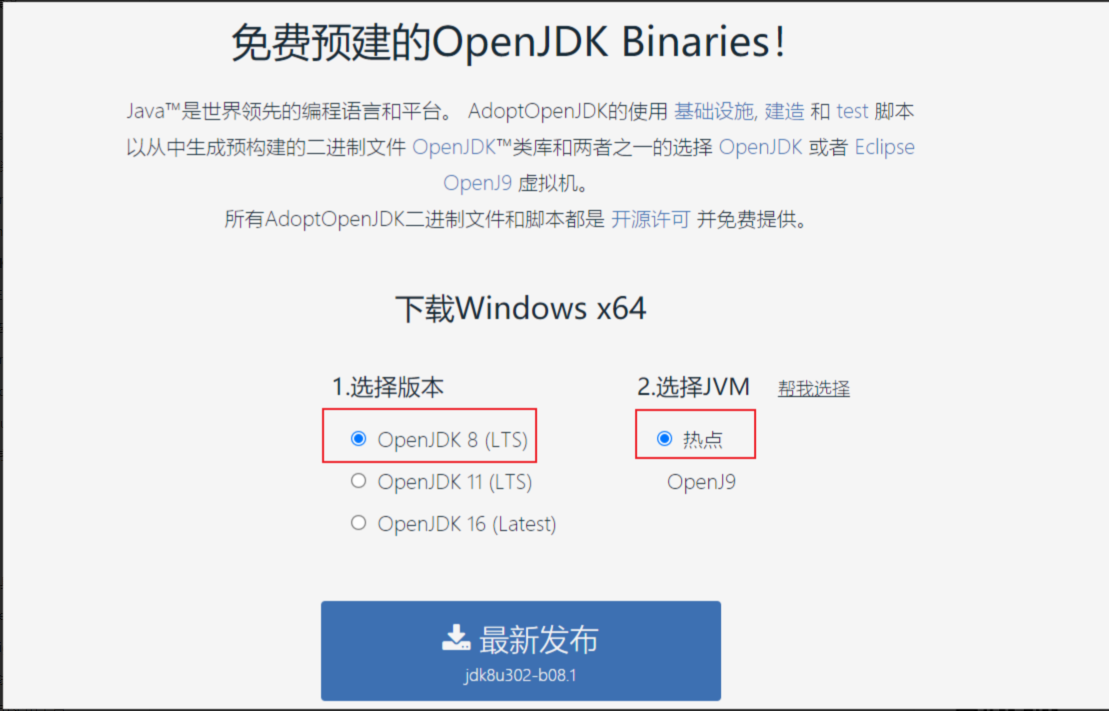 免费预建的OpenJDK Binaries！
Java™是世界领先的编程语言和平台。 AdoptOpenJDK的使用 基础设施, 建造 和 test 脚本
以从中生成预构建的二进制文件 OpenJDK™类库和两者之一的选择 OpenJDK 或者 Eclipse
OpenJ9 虚拟机。
所有AdoptOpenJDK二进制文件和脚本都是 开源许可 并免费提供。
下载Windows x64
1.选择版本
OpenJDK 8 (LTS)
OpenJDK 11 (LTS)
OpenJDK 16 (Latest)
2.选择JVM 帮我选择
热点
OpenJ9
最新发布
jdk8u302-b08.1